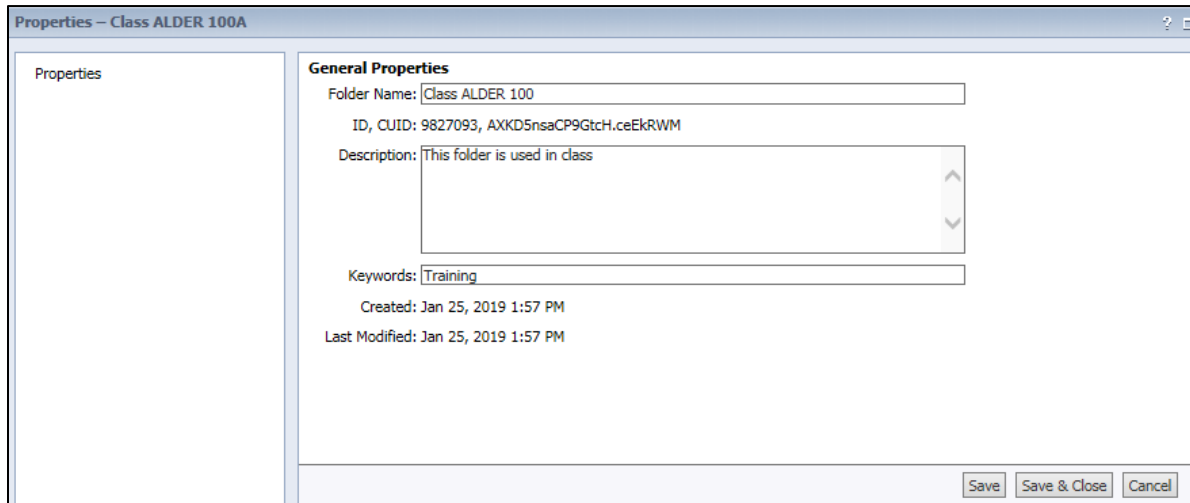 Properties – Class ALDER 100A ?
Properties
General Properties
Folder Name: Class ALDER 100
ID, CUID: 9827093, AXKD5nsaCP9GtcH.ceEkRWM
Description: This folder is used in class
Keywords: Training
Created: Jan 25, 2019 1:57 PM
Last Modified: Jan 25, 2019 1:57 PM
Save Save & Close Cancel